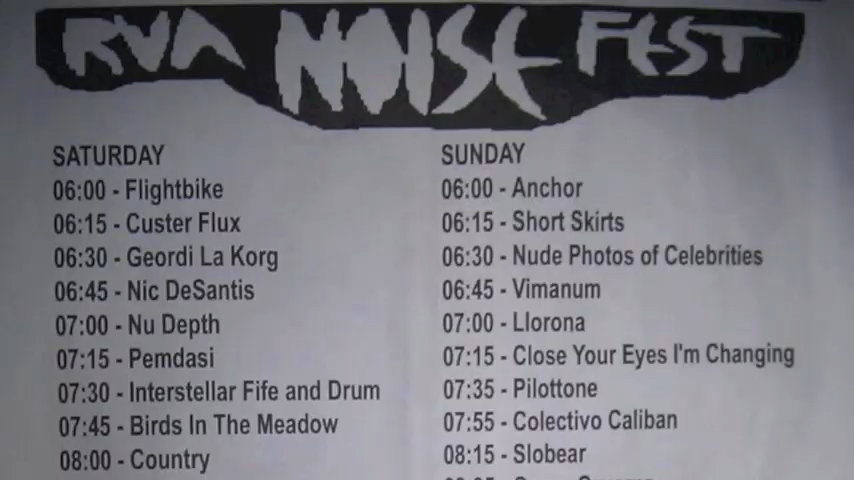 RVA NOISE FEST
SATURDAY
06:00 - Flightbike
06:15 - Custer Flux
06:30 - Geordi La Korg
06:45 - Nic DeSantis
07:00 - Nu Depth
07:15 - Pemdasi
07:30 - Interstellar Fife and Drum
07:45 - Birds In The Meadow
08:00 - Country
SUNDAY
06:00 - Anchor
06:15 - Short Skirts
06:30 - Nude Photos of Celebrities
06:45 - Vimanum
07:00 - Llorona
07:15 - Close Your Eyes I'm Changing
07:35 - Pilottone
07:55 - Colectivo Caliban
08:15 - Slobear